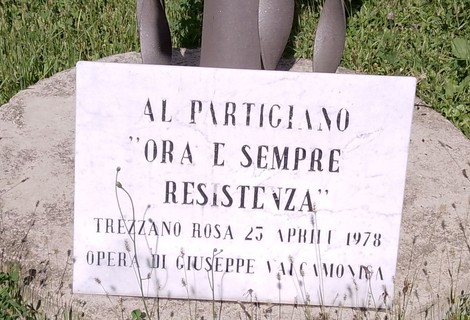 AL PARTIGIANO
"ORA E SEMPRE
RESISTENZA"
TREZZANO ROSA 25 APRILE 1978
OPERA DI GIUSEPPE VALCAMONICA